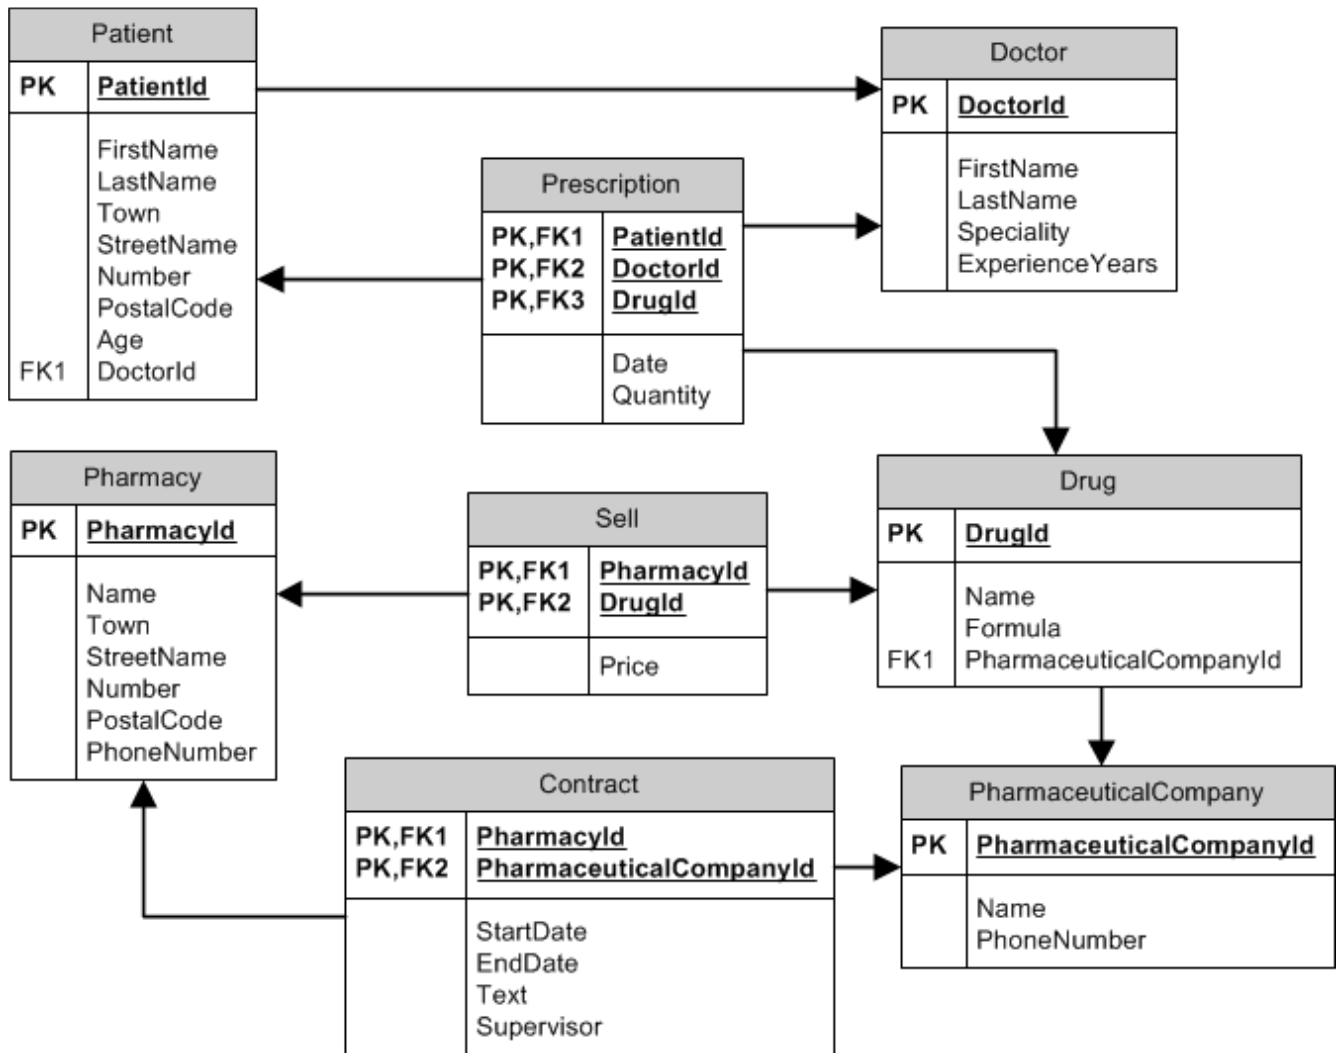 Patient
PK PatientId
FirstName
LastName
Town
StreetName
Number
PostalCode
Age
FK1 DoctorId
Doctor
PK DoctorId
FirstName
LastName
Speciality
ExperienceYears
Prescription
PK,FK1 PatientId
PK,FK2 DoctorId
PK,FK3 DrugId
Date
Quantity
Pharmacy
PK PharmacyId
Name
Town
StreetName
Number
PostalCode
PhoneNumber
Sell
PK,FK1 PharmacyId
PK,FK2 DrugId
Price
Drug
PK DrugId
Name
Formula
FK1 PharmaceuticalCompanyId
Contract
PK,FK1 PharmacyId
PK,FK2 PharmaceuticalCompanyId
StartDate
EndDate
Text
Supervisor
PharmaceuticalCompany
PK PharmaceuticalCompanyId
Name
PhoneNumber